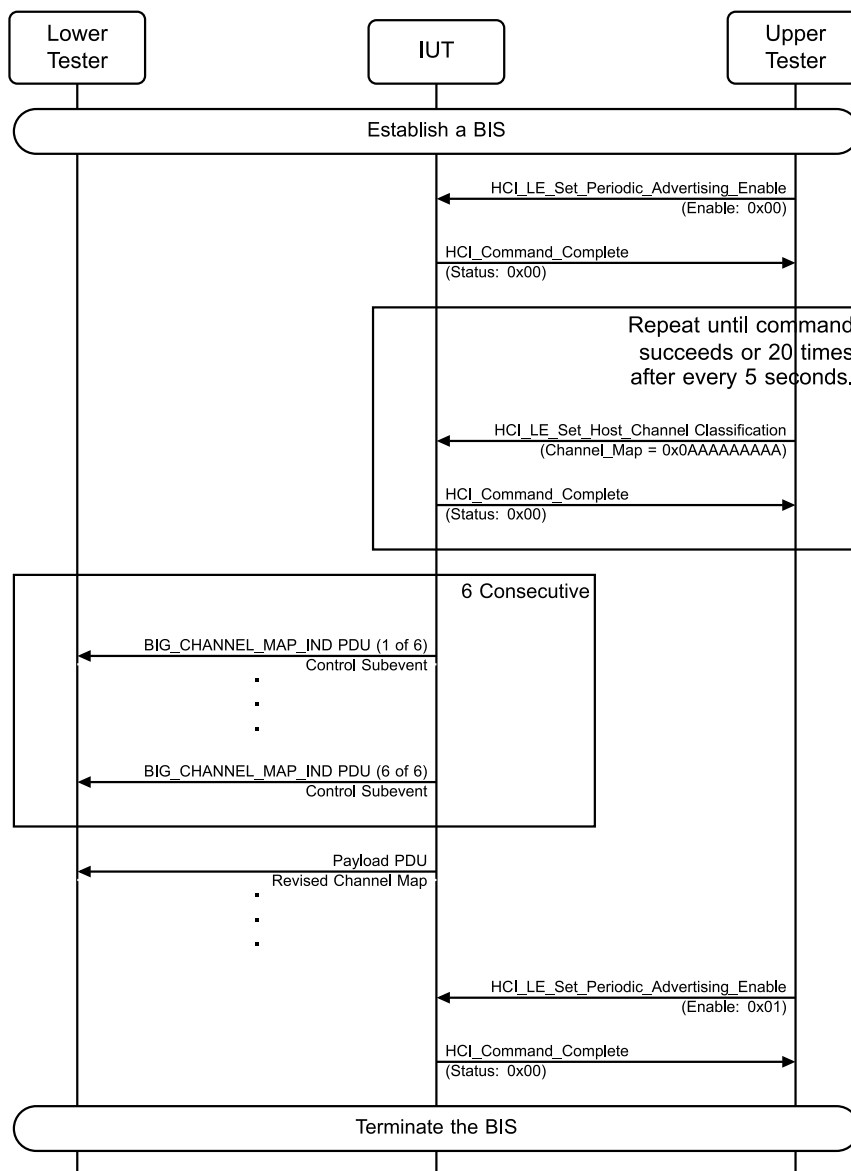 Lower
Tester
IUT
Upper
Tester
Establish a BIS
HCI_LE_Set_Periodic_Advertising_Enable
(Enable: 0x00)
HCI_Command_Complete
(Status: 0x00)
Repeat until command
succeeds or 20 times
after every 5 seconds.
HCI_LE_Set_Host_Channel Classification
(Channel_Map = 0x0AAAAAAAAA)
HCI_Command_Complete
(Status: 0x00)
6 Consecutive
BIG_CHANNEL_MAP_IND PDU (1 of 6)
Control Subevent
BIG_CHANNEL_MAP_IND PDU (6 of 6)
Control Subevent
Payload PDU
Revised Channel Map
HCI_LE_Set_Periodic_Advertising_Enable
(Enable: 0x01)
HCI_Command_Complete
(Status: 0x00)
Terminate the BIS